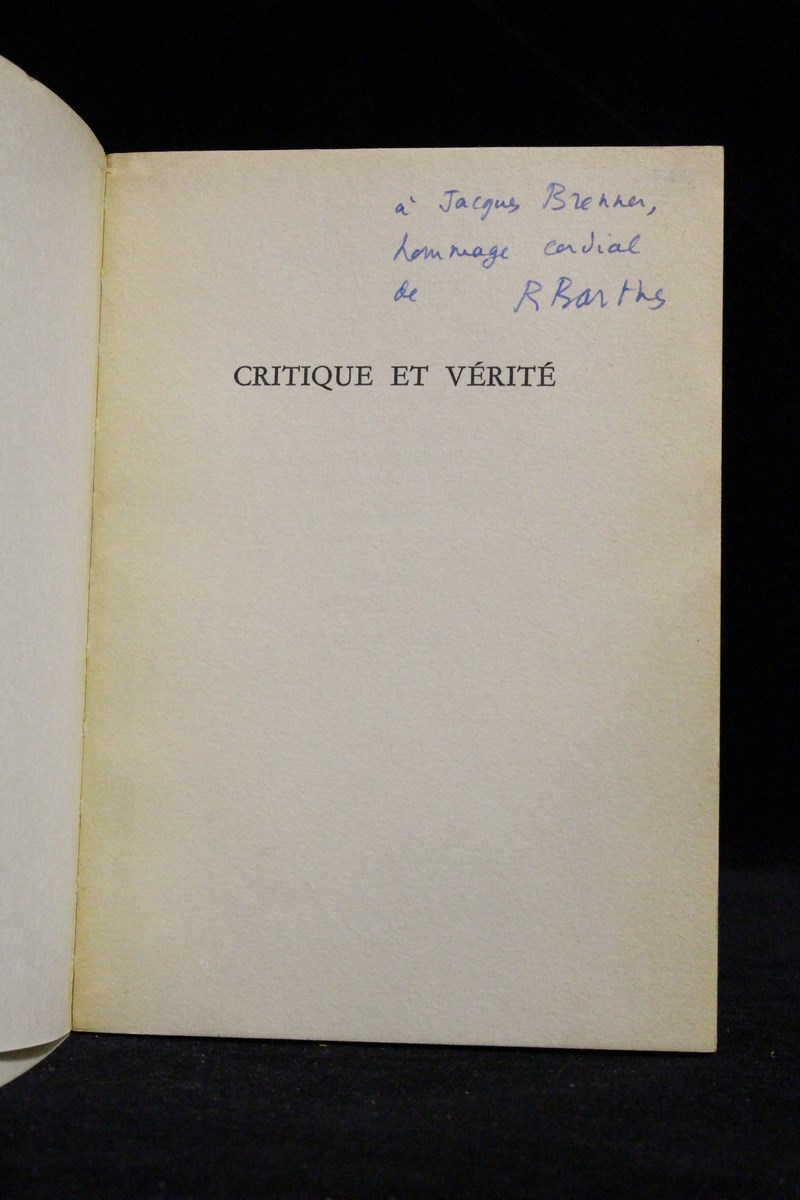 à Jacques Brenner,
hommage cordial
de R Barthes
CRITIQUE ET VÉRITÉ